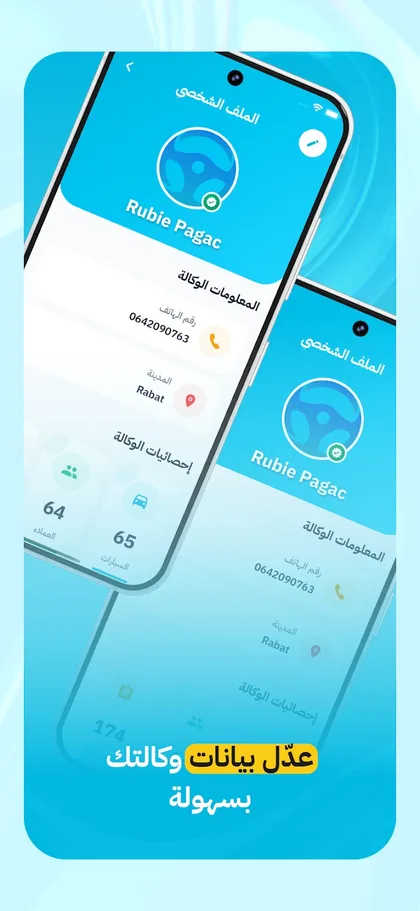 الملف الشخصي
Rubie Pagac
المعلومات الوكالة
رقم الهاتف
0642090763
المدينة
Rabat
إحصائيات الوكالة
65
السيارات
64
العملاء
الملف الشخصي
Rubie Pagac
المعلومات الوكالة
رقم الهاتف
0642090763
المدينة
Rabat
إحصائيات الوكالة
174
عدّل بيانات وكالتك
بسهولة